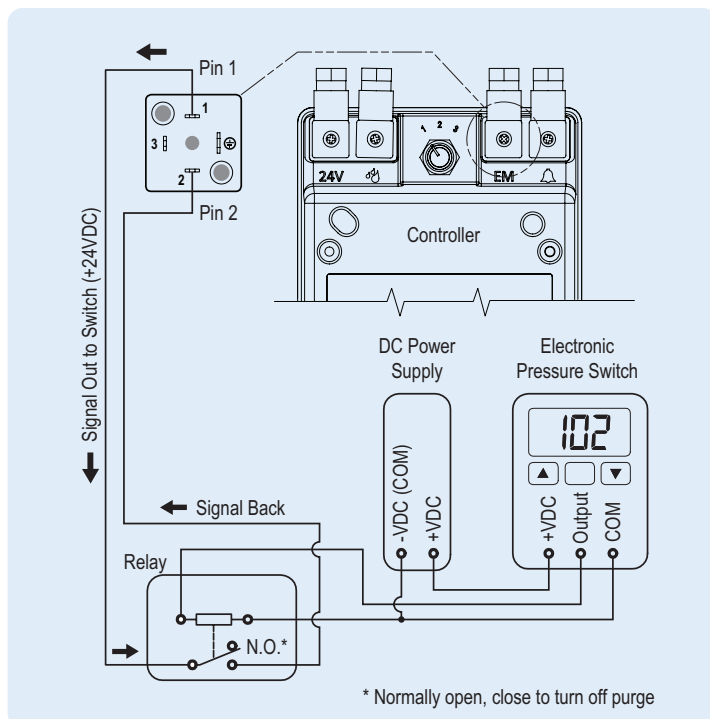 Pin 1
1
3
2
Pin 2
1 2 3
24V
EM
Controller
Signal Out to Switch (+24VDC)
DC Power
Supply
Electronic
Pressure Switch
102
-VDC (COM)
+VDC
+VDC
Output
COM
Signal Back
Relay
N.O.*
* Normally open, close to turn off purge